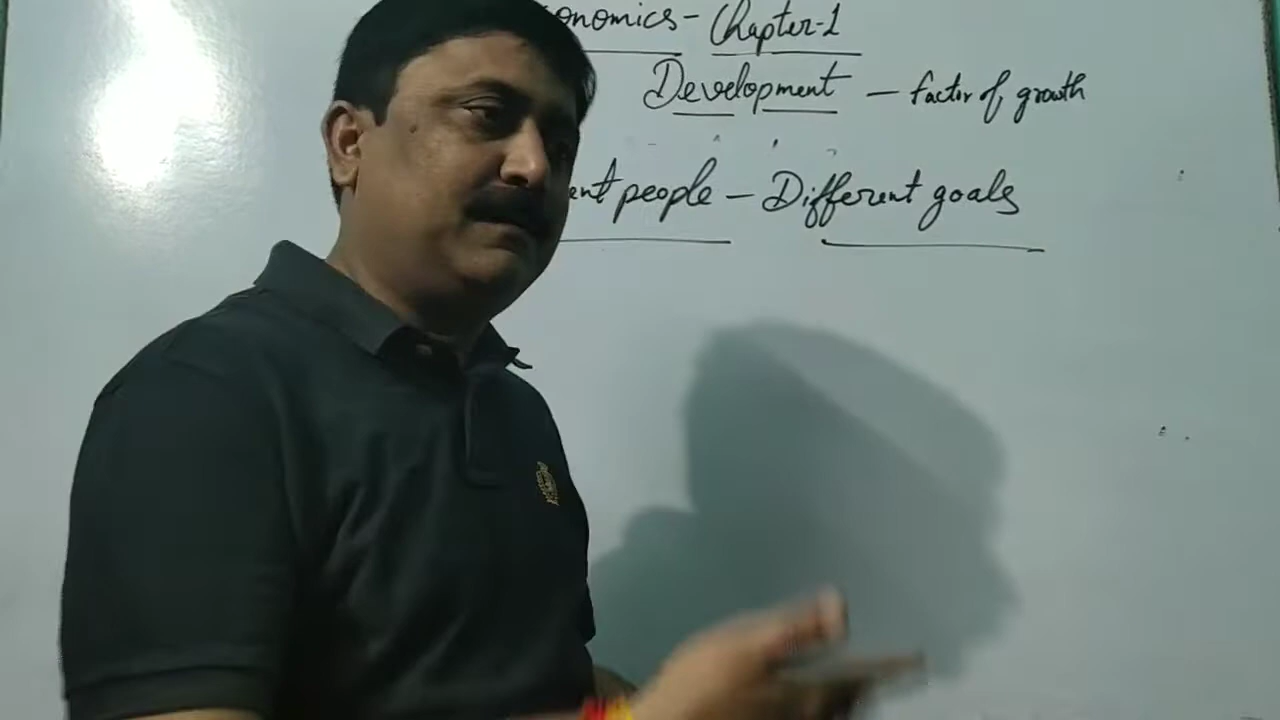 onomics - Chapter-1
Development - factor of growth
ent people - Different goals